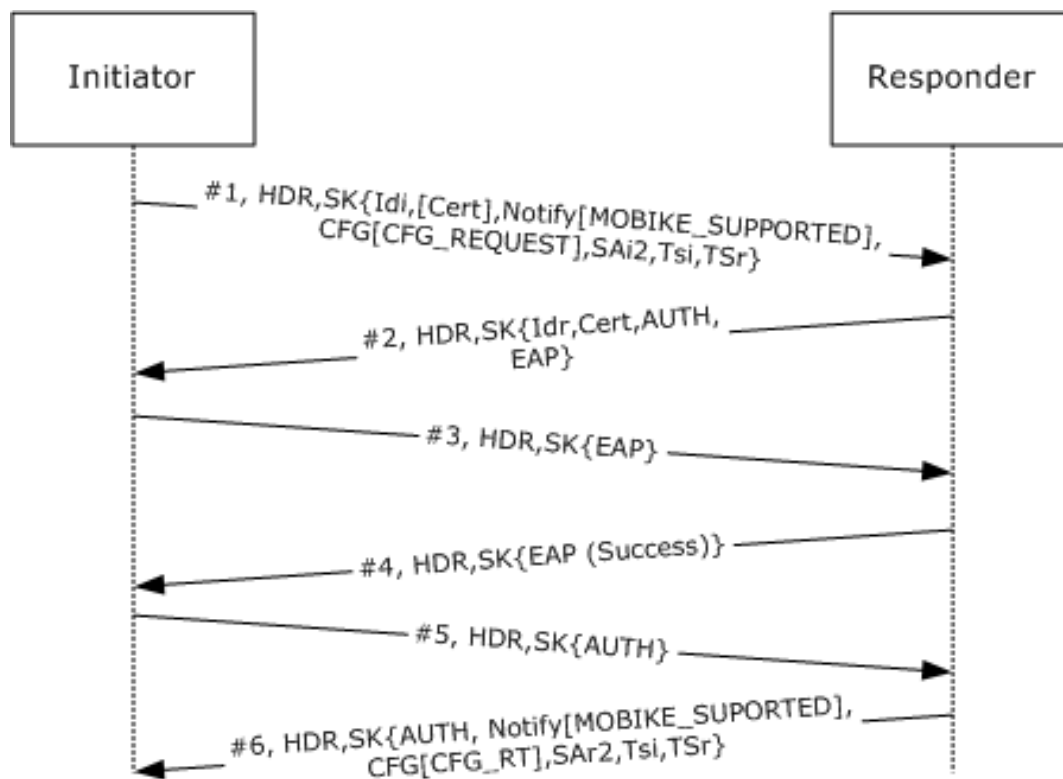 Initiator
Responder
#1, HDR,SK{Idi,[Cert],Notify[MOBIKE_SUPPORTED],
CFG[CFG_REQUEST],SAi2,Tsi,TSr}
#2, HDR,SK{Idr,Cert,AUTH,
EAP}
#3, HDR,SK{EAP}
#4, HDR,SK{EAP (Success)}
#5, HDR,SK{AUTH}
#6, HDR,SK{AUTH, Notify[MOBIKE_SUPORTED],
CFG[CFG_RT],SAr2,Tsi,TSr}